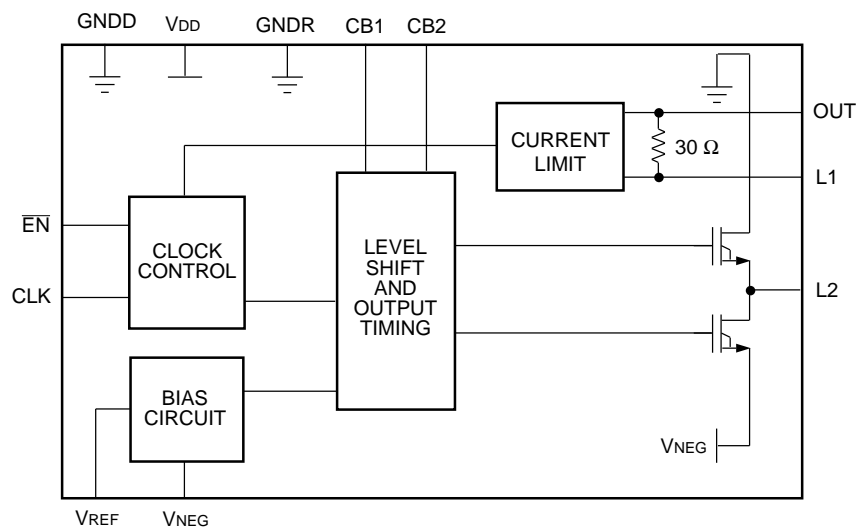 GNDD VDD GNDR CB1 CB2
OUT
CURRENT
LIMIT
30 Ω
L1
EN
CLOCK
CONTROL
LEVEL
SHIFT
AND
OUTPUT
TIMING
CLK
L2
BIAS
CIRCUIT
VNEG
VREF VNEG